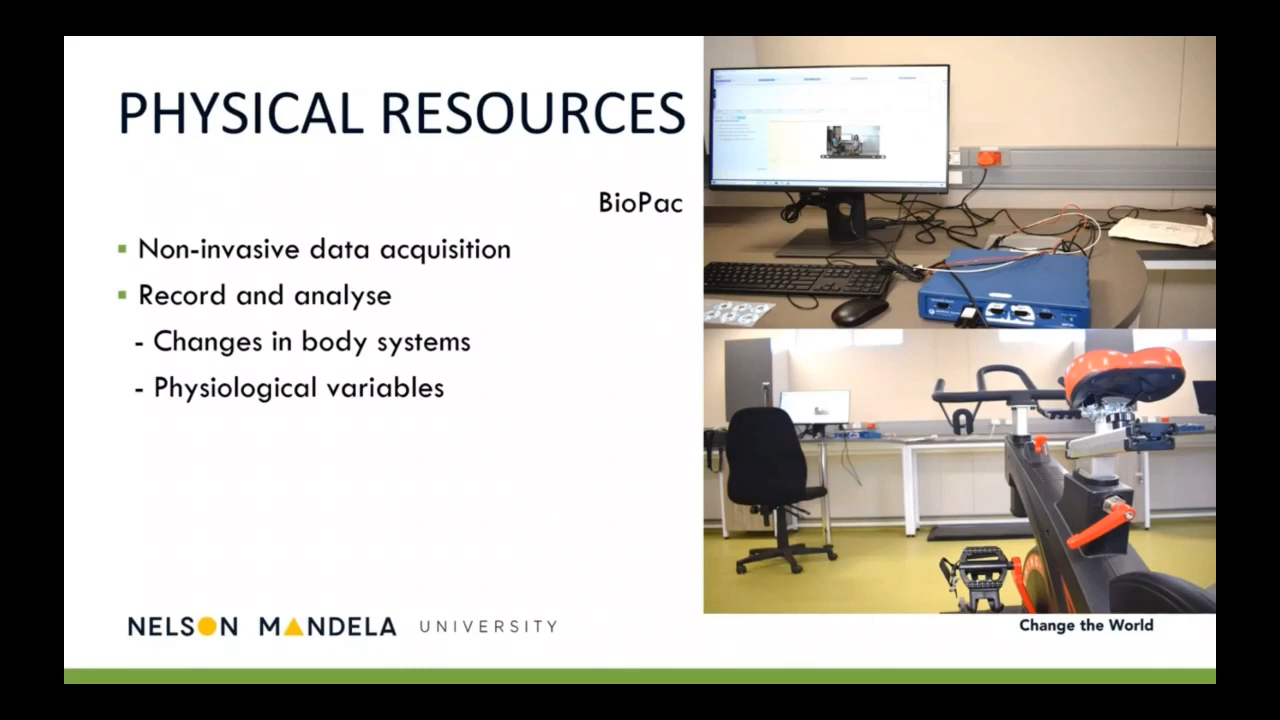 PHYSICAL RESOURCES
BioPac
Non-invasive data acquisition
Record and analyse
- Changes in body systems
- Physiological variables
NELSON MANDELA UNIVERSITY
Change the World